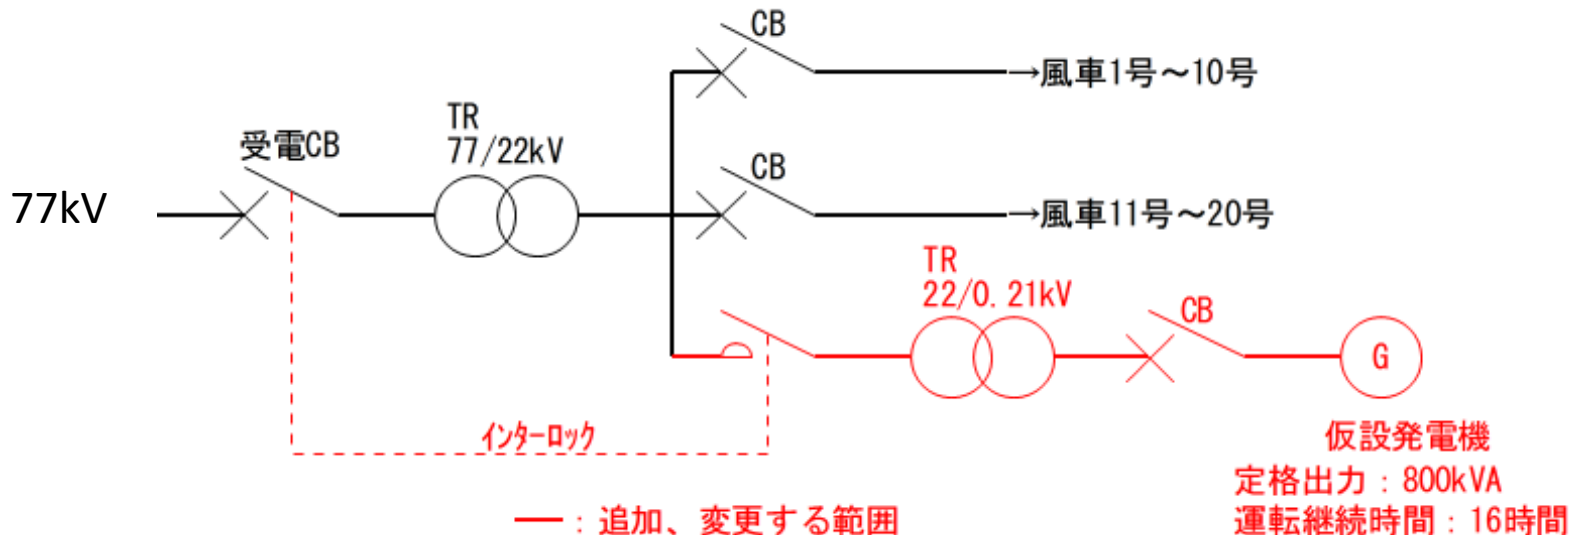 CB
→風車1号～10号
TR
77/22kV
受電CB
CB
77kV
→風車11号～20号
TR
22/0.21kV
CB
G
インターロック
仮設発電機
定格出力：800kVA
運転継続時間：16時間
―：追加、変更する範囲